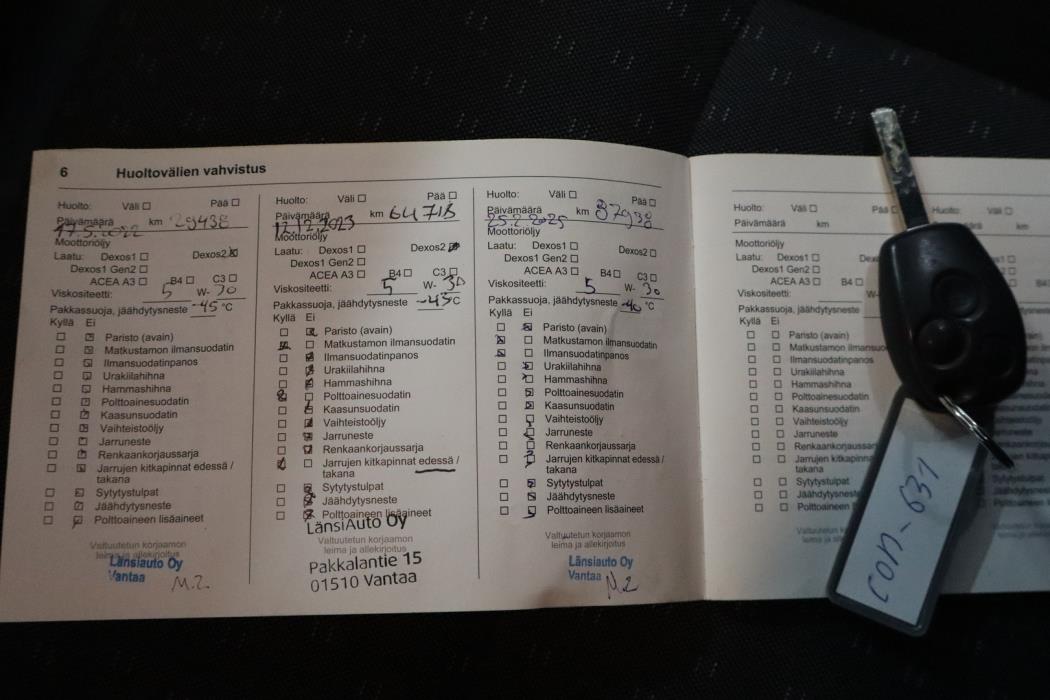 6 Huoltovälien vahvistus
Huolto: Väli Pää
Päivämäärä km 29438
17.5.2022
Moottoriöljy
Laatu: Dexos1 Dexos2
Dexos1 Gen2
ACEA A3 B4 C3
Viskositeetti: 5 W- 30
Pakkassuoja, jäähdytysneste -45 °C
Kyllä Ei
Paristo (avain)
Matkustamon ilmansuodatin
Ilmansuodatinpanos
Urakiilahihna
Hammashihna
Polttoainesuodatin
Kaasunsuodatin
Vaihteistoöljy
Jarruneste
Renkaankorjaussarja
Jarrujen kitkapinnat edessä /
takana
Sytytystulpat
Jäähdytysneste
Polttoaineen lisäaineet
Valtuutetun korjaamon
leima ja allekirjoitus
Länsiauto Oy
Vantaa
Huolto: Väli Pää
Päivämäärä km 64718
12.12.2023
Moottoriöljy
Laatu: Dexos1 Dexos2
Dexos1 Gen2
ACEA A3 B4 C3
Viskositeetti: 5 W- 30
Pakkassuoja, jäähdytysneste -45 °C
Kyllä Ei
Paristo (avain)
Matkustamon ilmansuodatin
Ilmansuodatinpanos
Urakiilahihna
Hammashihna
Polttoainesuodatin
Kaasunsuodatin
Vaihteistoöljy
Jarruneste
Renkaankorjaussarja
Jarrujen kitkapinnat edessä /
takana
Sytytystulpat
Jäähdytysneste
Polttoaineen lisäaineet
LänsiAuto Oy
Valtuutetun korjaamon
leima ja allekirjoitus
Pakkalantie 15
01510 Vantaa
Huolto: Väli Pää
Päivämäärä km 87938
25.2.2025
Moottoriöljy
Laatu: Dexos1 Dexos2
Dexos1 Gen2
ACEA A3 B4 C3
Viskositeetti: 5 W- 30
Pakkassuoja, jäähdytysneste -40 °C
Kyllä Ei
Paristo (avain)
Matkustamon ilmansuodatin
Ilmansuodatinpanos
Urakiilahihna
Hammashihna
Polttoainesuodatin
Kaasunsuodatin
Vaihteistoöljy
Jarruneste
Renkaankorjaussarja
Jarrujen kitkapinnat edessä /
takana
Sytytystulpat
Jäähdytysneste
Polttoaineen lisäaineet
Valtuutetun korjaamon
leima ja allekirjoitus
Länsiauto Oy
Vantaa
Huolto: Väli Pää
Päivämäärä km
Moottoriöljy
Laatu: Dexos1
Dexos1 Gen2
ACEA A3 B4
Viskositeetti: W-
Pakkassuoja, jäähdytysneste
Kyllä Ei
Paristo (avain)
Matkustamon
Ilmansuodatinpanos
Urakiilahihna
Hammashihna
Polttoainesuodatin
Kaasunsuodatin
Vaihteistoöljy
Jarruneste
Renkaankorjaussarja
Jarrujen
takana
Sytytystulpat
Jäähdytysneste
Polttoaineen
Huolto: Väli
km
con-631